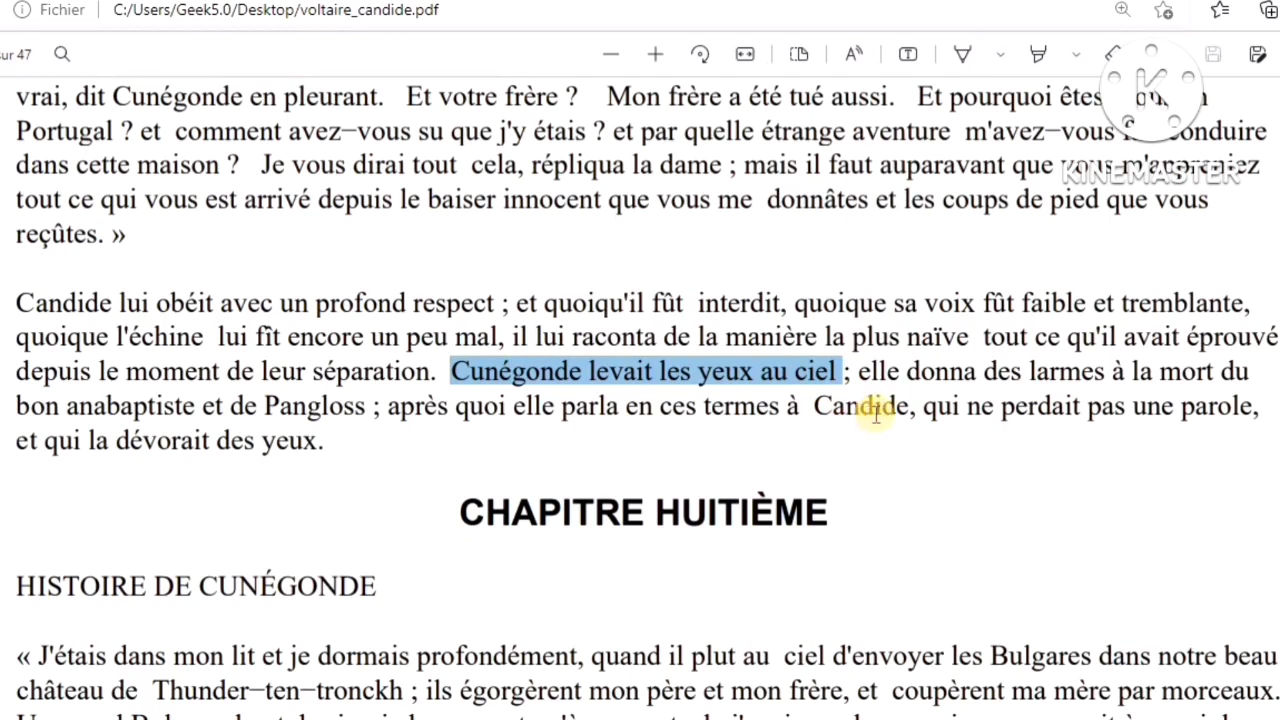 Fichier C:/Users/Geek5.0/Desktop/voltaire_candide.pdf
sur 47
vrai, dit Cunégonde en pleurant. Et votre frère ? Mon frère a été tué aussi. Et pourquoi êtes
Portugal ? et comment avez−vous su que j'y étais ? et par quelle étrange aventure m'avez−vous conduire
dans cette maison ? Je vous dirai tout cela, répliqua la dame ; mais il faut auparavant que vous m'appreniez
KINEMASTER
tout ce qui vous est arrivé depuis le baiser innocent que vous me donnâtes et les coups de pied que vous
reçûtes. »
Candide lui obéit avec un profond respect ; et quoiqu'il fût interdit, quoique sa voix fût faible et tremblante,
quoique l'échine lui fît encore un peu mal, il lui raconta de la manière la plus naïve tout ce qu'il avait éprouvé
depuis le moment de leur séparation. Cunégonde levait les yeux au ciel ; elle donna des larmes à la mort du
bon anabaptiste et de Pangloss ; après quoi elle parla en ces termes à Candide, qui ne perdait pas une parole,
et qui la dévorait des yeux.
CHAPITRE HUITIÈME
HISTOIRE DE CUNÉGONDE
« J'étais dans mon lit et je dormais profondément, quand il plut au ciel d'envoyer les Bulgares dans notre beau
château de Thunder−ten−tronckh ; ils égorgèrent mon père et mon frère, et coupèrent ma mère par morceaux.